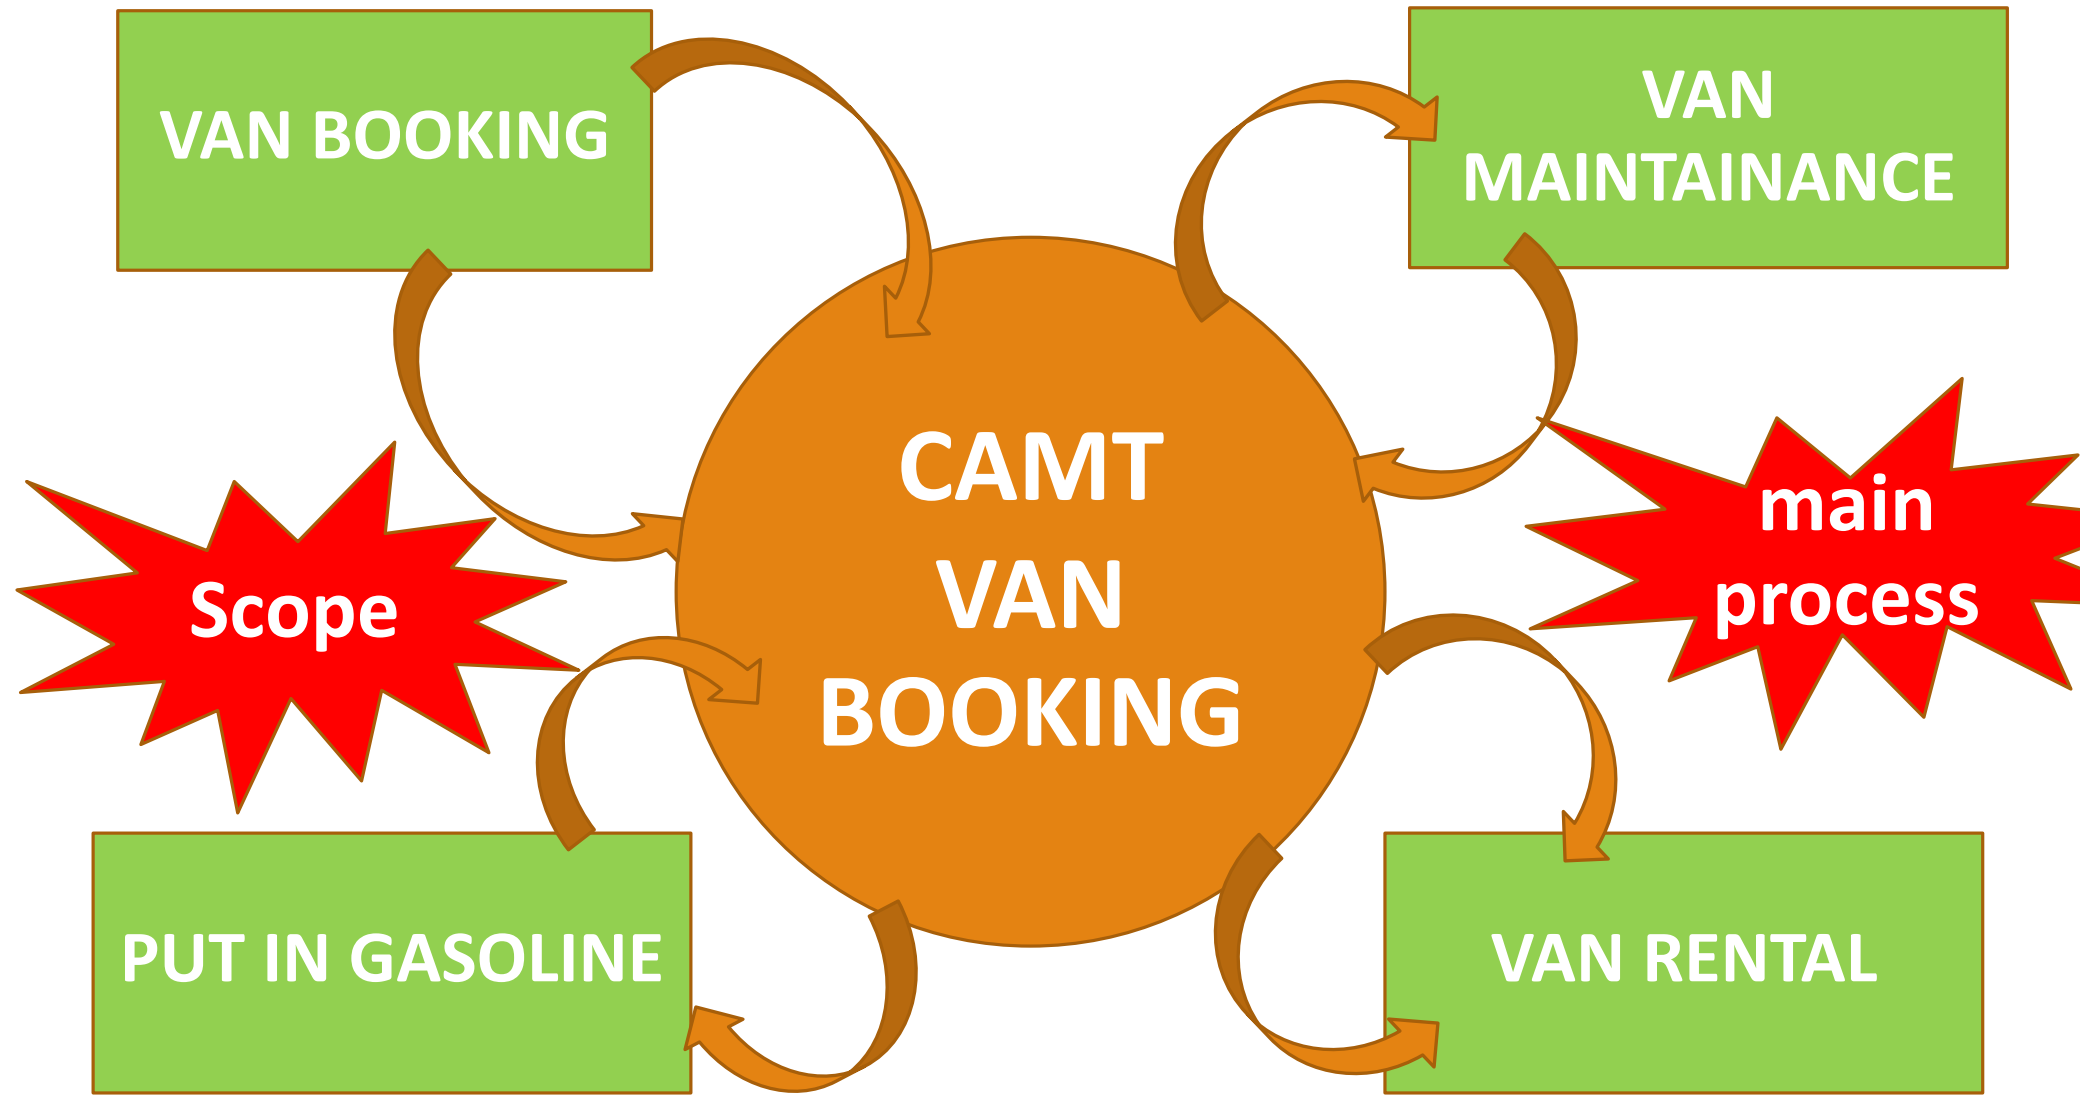 VAN BOOKING
VAN
MAINTAINANCE
CAMT
VAN
BOOKING
Scope
main
process
PUT IN GASOLINE
VAN RENTAL